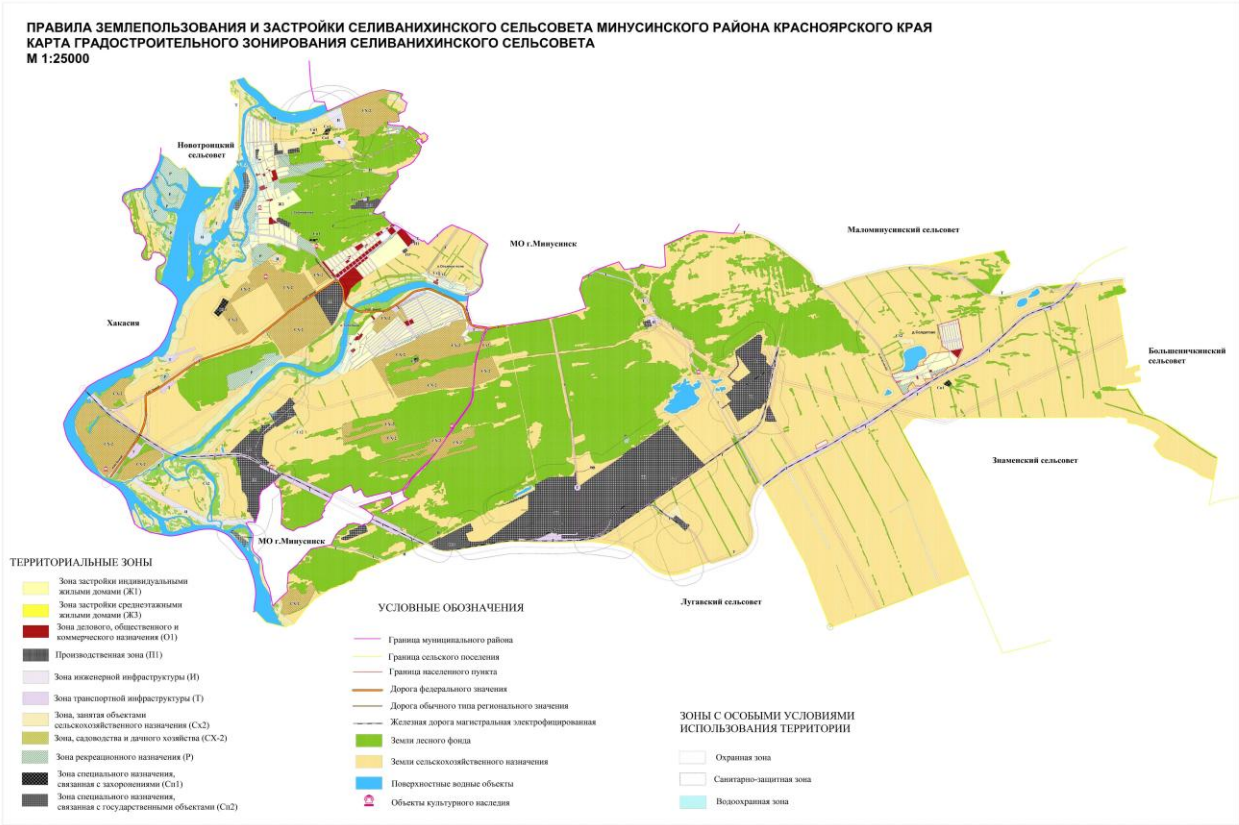 ПРАВИЛА ЗЕМЛЕПОЛЬЗОВАНИЯ И ЗАСТРОЙКИ СЕЛИВАНИХИНСКОГО СЕЛЬСОВЕТА МИНУСИНСКОГО РАЙОНА КРАСНОЯРСКОГО КРАЯ
КАРТА ГРАДОСТРОИТЕЛЬНОГО ЗОНИРОВАНИЯ СЕЛИВАНИХИНСКОГО СЕЛЬСОВЕТА
М 1:25000
Новотроицкий
сельсовет
МО г.Минусинск
Маломинусинский сельсовет
Хакасия
Большеничкинский
сельсовет
Знаменский сельсовет
МО г.Минусинск
Лугавский сельсовет
ТЕРРИТОРИАЛЬНЫЕ ЗОНЫ
Зона застройки индивидуальными
жилыми домами (Ж1)
Зона застройки среднеэтажными
жилыми домами (Ж3)
Зона делового, общественного и
коммерческого назначения (О1)
Производственная зона (П1)
Зона инженерной инфраструктуры (И)
Зона транспортной инфраструктуры (Т)
Зона, занятая объектами
сельскохозяйственного назначения (Сх2)
Зона, садоводства и дачного хозяйства (СХ-2)
Зона рекреационного назначения (Р)
Зона специального назначения,
связанная с захоронениями (Сп1)
Зона специального назначения,
связанная с государственными объектами (Сп2)
УСЛОВНЫЕ ОБОЗНАЧЕНИЯ
Граница муниципального района
Граница сельского поселения
Граница населенного пункта
Дорога федерального значения
Дорога обычного типа регионального значения
Железная дорога магистральная электрофицированная
Земли лесного фонда
Земли сельскохозяйственного назначения
Поверхностные водные объекты
Объекты культурного наследия
ЗОНЫ С ОСОБЫМИ УСЛОВИЯМИ
ИСПОЛЬЗОВАНИЯ ТЕРРИТОРИИ
Охранная зона
Санитарно-защитная зона
Водоохранная зона